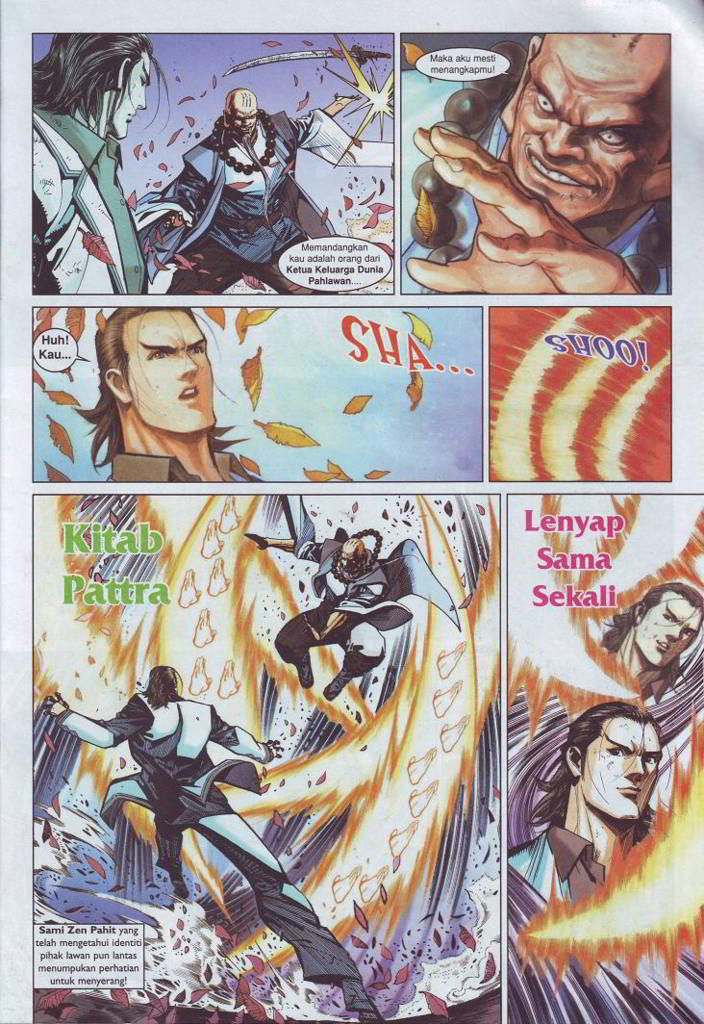 Memandangkan
kau adalah orang dari
Ketua Keluarga Dunia
Pahlawan....
Maka aku mesti
menangkapmu!
Huh!
Kau...
SHA...
SHOO!
Kitab
Pattra
Sami Zen Pahit yang
telah mengetahui identiti
pihak lawan pun lantas
menumpukan perhatian
untuk menyerang!
Lenyap
Sama
Sekali